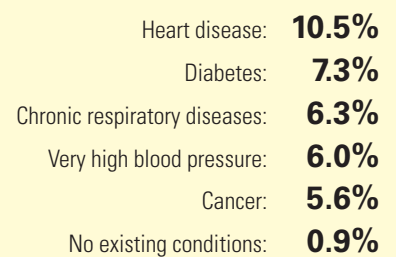 Heart disease: 10.5%
Diabetes: 7.3%
Chronic respiratory diseases: 6.3%
Very high blood pressure: 6.0%
Cancer: 5.6%
No existing conditions: 0.9%